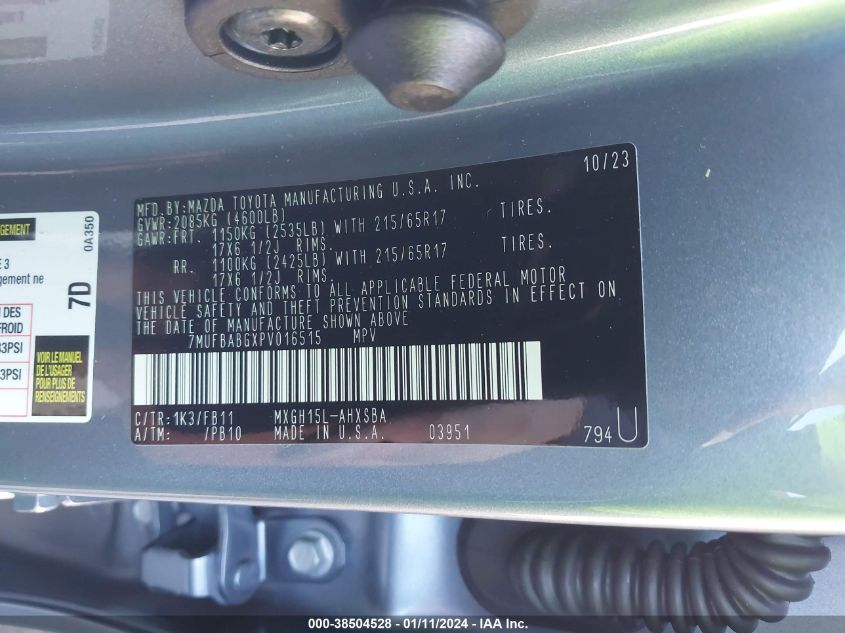 10/23
MFD.BY:MAZDA TOYOTA MANUFACTURING U.S.A. INC.
GVWR:2085KG (4600LB)
GAWR:FRT. 1150KG (2535LB) WITH 215/65R17 TIRES.
17X6 1/2J RIMS.
RR. 1100KG (2425LB) WITH 215/65R17 TIRES.
17X6 1/2J RIMS.
THIS VEHICLE CONFORMS TO ALL APPLICABLE FEDERAL MOTOR
VEHICLE SAFETY AND THEFT PREVENTION STANDARDS IN EFFECT ON
THE DATE OF MANUFACTURE SHOWN ABOVE
7MUFBABGXPV016515 MPV
C/TR:1K3/FB11 MXGH15L-AHXSBA
A/TM: /PB10 MADE IN U.S.A. 03951 794U
0A350
7D
E 3
gement ne
DES
FROID
3PSI
3PSI
VOIR LE MANUEL
DE L'USAGER
POUR PLUS DE
RENSEIGNEMENTS
000-38504528 - 01/11/2024 - IAA Inc.